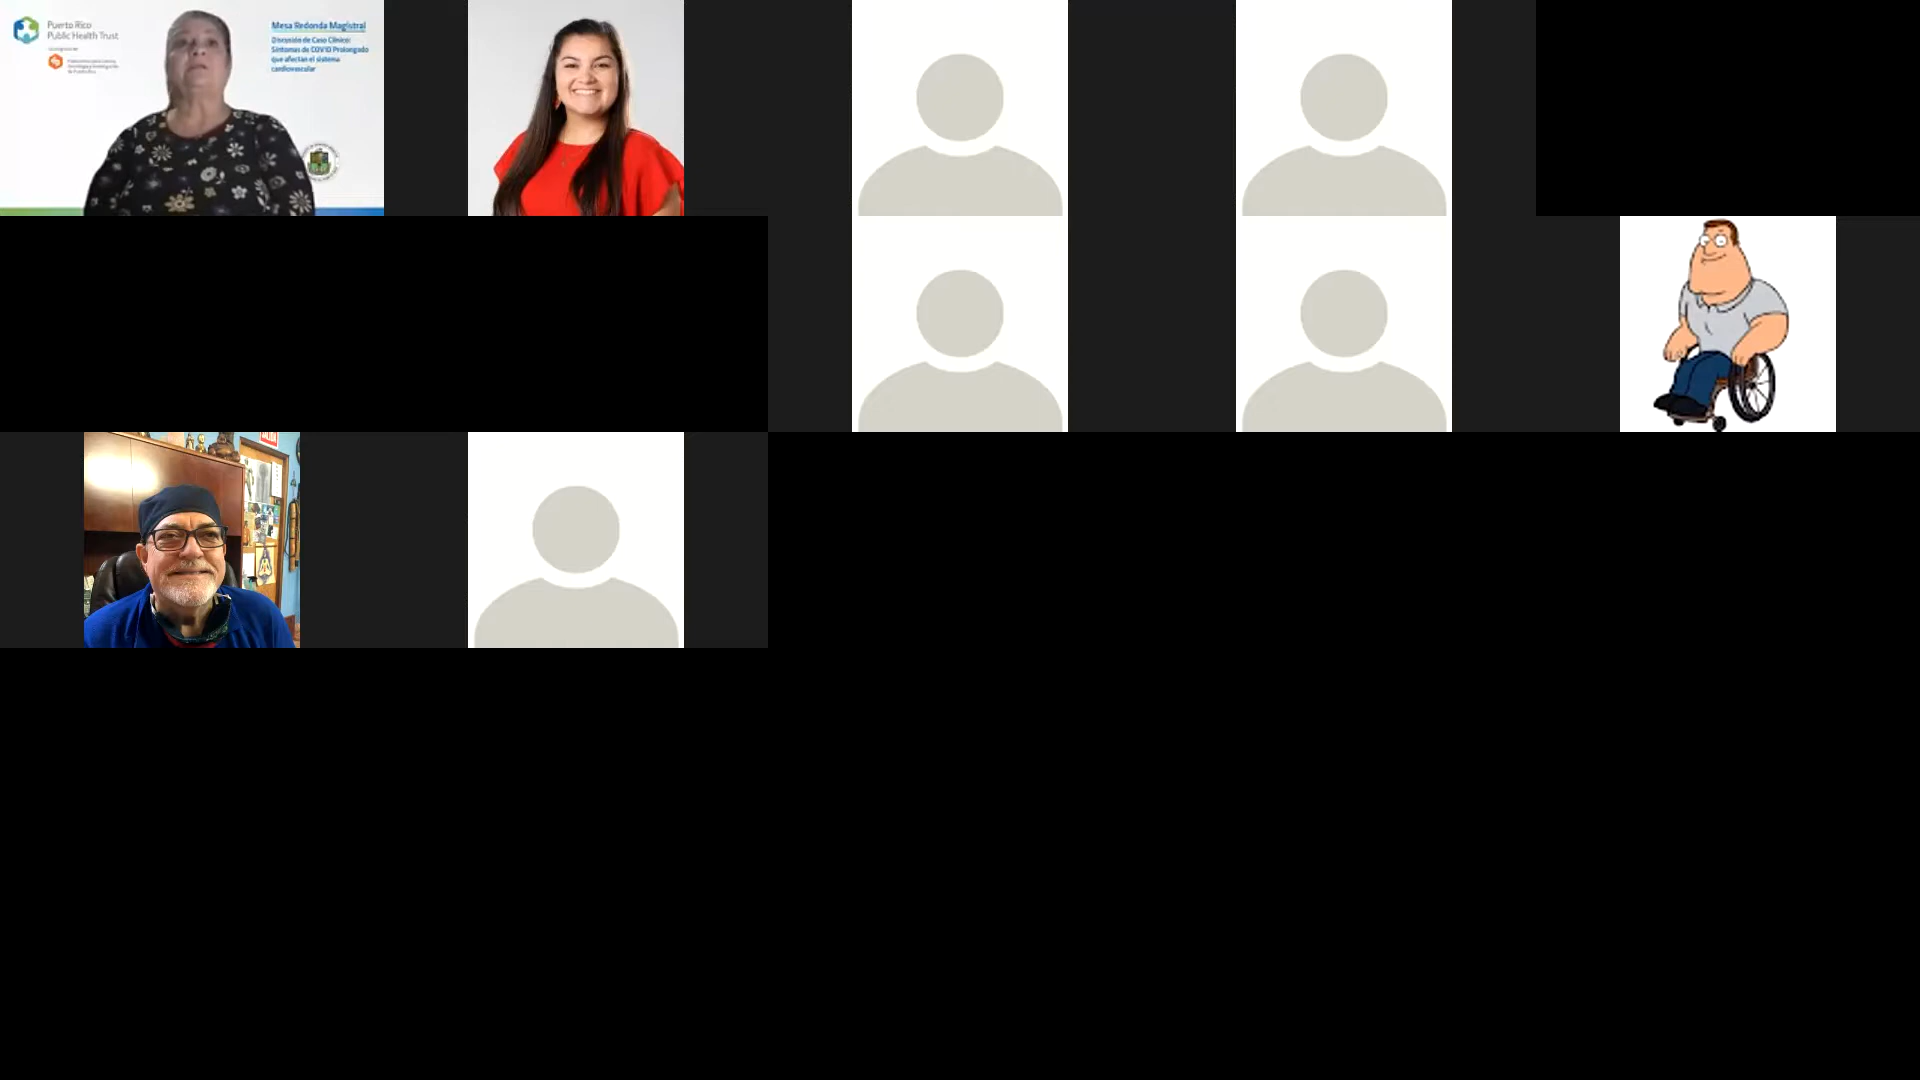 Puerto Rico
Public Health Trust
Mesa Redonda Magistral
Discusión de Caso Clínico:
Síntomas de COVID Prolongado
que afectan el sistema
cardiovascular